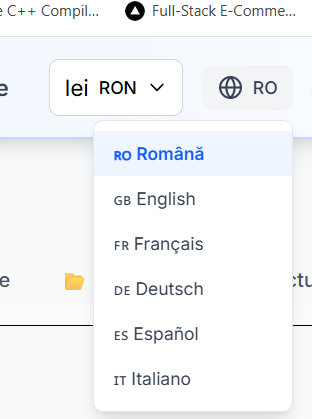 C++ Compil...
Full-Stack E-Comme...
lei RON
RO
RO Română
GB English
FR Français
DE Deutsch
ES Español
IT Italiano